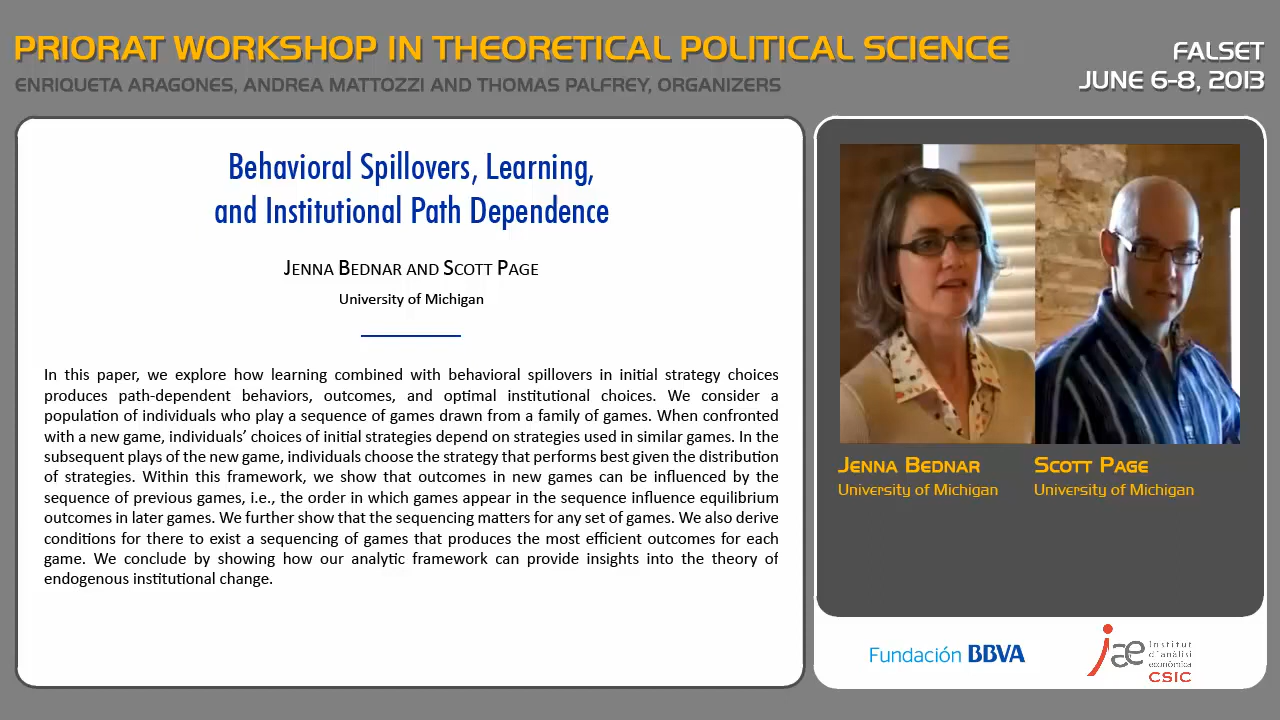 PRIORAT WORKSHOP IN THEORETICAL POLITICAL SCIENCE
ENRIQUETA ARAGONES, ANDREA MATTOZZI AND THOMAS PALFREY, ORGANIZERS
FALSET
JUNE 6-8, 2013
Behavioral Spillovers, Learning,
and Institutional Path Dependence
JENNA BEDNAR AND SCOTT PAGE
University of Michigan
In this paper, we explore how learning combined with behavioral spillovers in initial strategy choices
produces path-dependent behaviors, outcomes, and optimal institutional choices. We consider a
population of individuals who play a sequence of games drawn from a family of games. When confronted
with a new game, individuals’ choices of initial strategies depend on strategies used in similar games. In the
subsequent plays of the new game, individuals choose the strategy that performs best given the distribution
of strategies. Within this framework, we show that outcomes in new games can be influenced by the
sequence of previous games, i.e., the order in which games appear in the sequence influence equilibrium
outcomes in later games. We further show that the sequencing matters for any set of games. We also derive
conditions for there to exist a sequencing of games that produces the most efficient outcomes for each
game. We conclude by showing how our analytic framework can provide insights into the theory of
endogenous institutional change.
JENNA BEDNAR
University of Michigan
SCOTT PAGE
University of Michigan
Fundación BBVA
iae
Institut
d'anàlisi
econòmica
CSIC